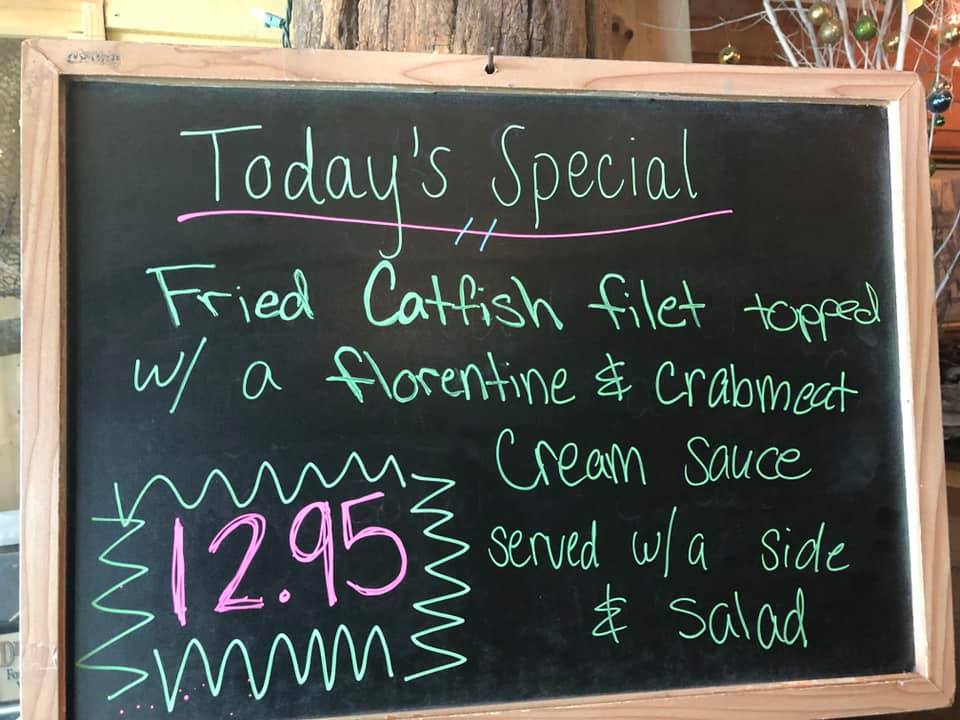 Today's Special
Fried Catfish filet topped
w/ a florentine & Crabmeat
Cream Sauce
12.95
served w/a side
& Salad